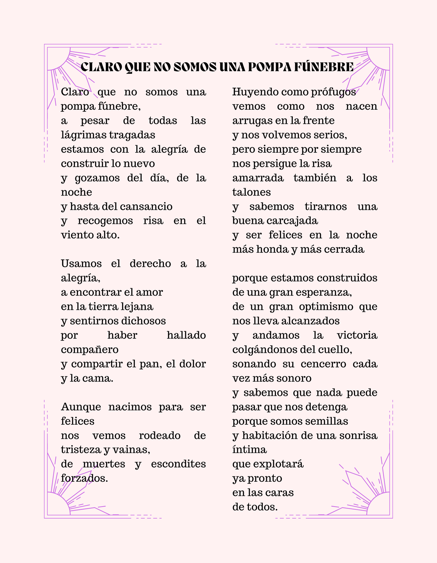 CLARO QUE NO SOMOS UNA POMPA FÚNEBRE
Claro que no somos una
pompa fúnebre,
a pesar de todas las
lágrimas tragadas
estamos con la alegría de
construir lo nuevo
y gozamos del día, de la
noche
y hasta del cansancio
y recogemos risa en el
viento alto.
Usamos el derecho a la
alegría,
a encontrar el amor
en la tierra lejana
y sentirnos dichosos
por haber hallado
compañero
y compartir el pan, el dolor
y la cama.
Aunque nacimos para ser
felices
nos vemos rodeado de
tristeza y vainas,
de muertes y escondites
forzados.
Huyendo como prófugos
vemos como nos nacen
arrugas en la frente
y nos volvemos serios,
pero siempre por siempre
nos persigue la risa
amarrada también a los
talones
y sabemos tirarnos una
buena carcajada
y ser felices en la noche
más honda y más cerrada
porque estamos construidos
de una gran esperanza,
de un gran optimismo que
nos lleva alcanzados
y andamos la victoria
colgándonos del cuello,
sonando su cencerro cada
vez más sonoro
y sabemos que nada puede
pasar que nos detenga
porque somos semillas
y habitación de una sonrisa
íntima
que explotará
ya pronto
en las caras
de todos.